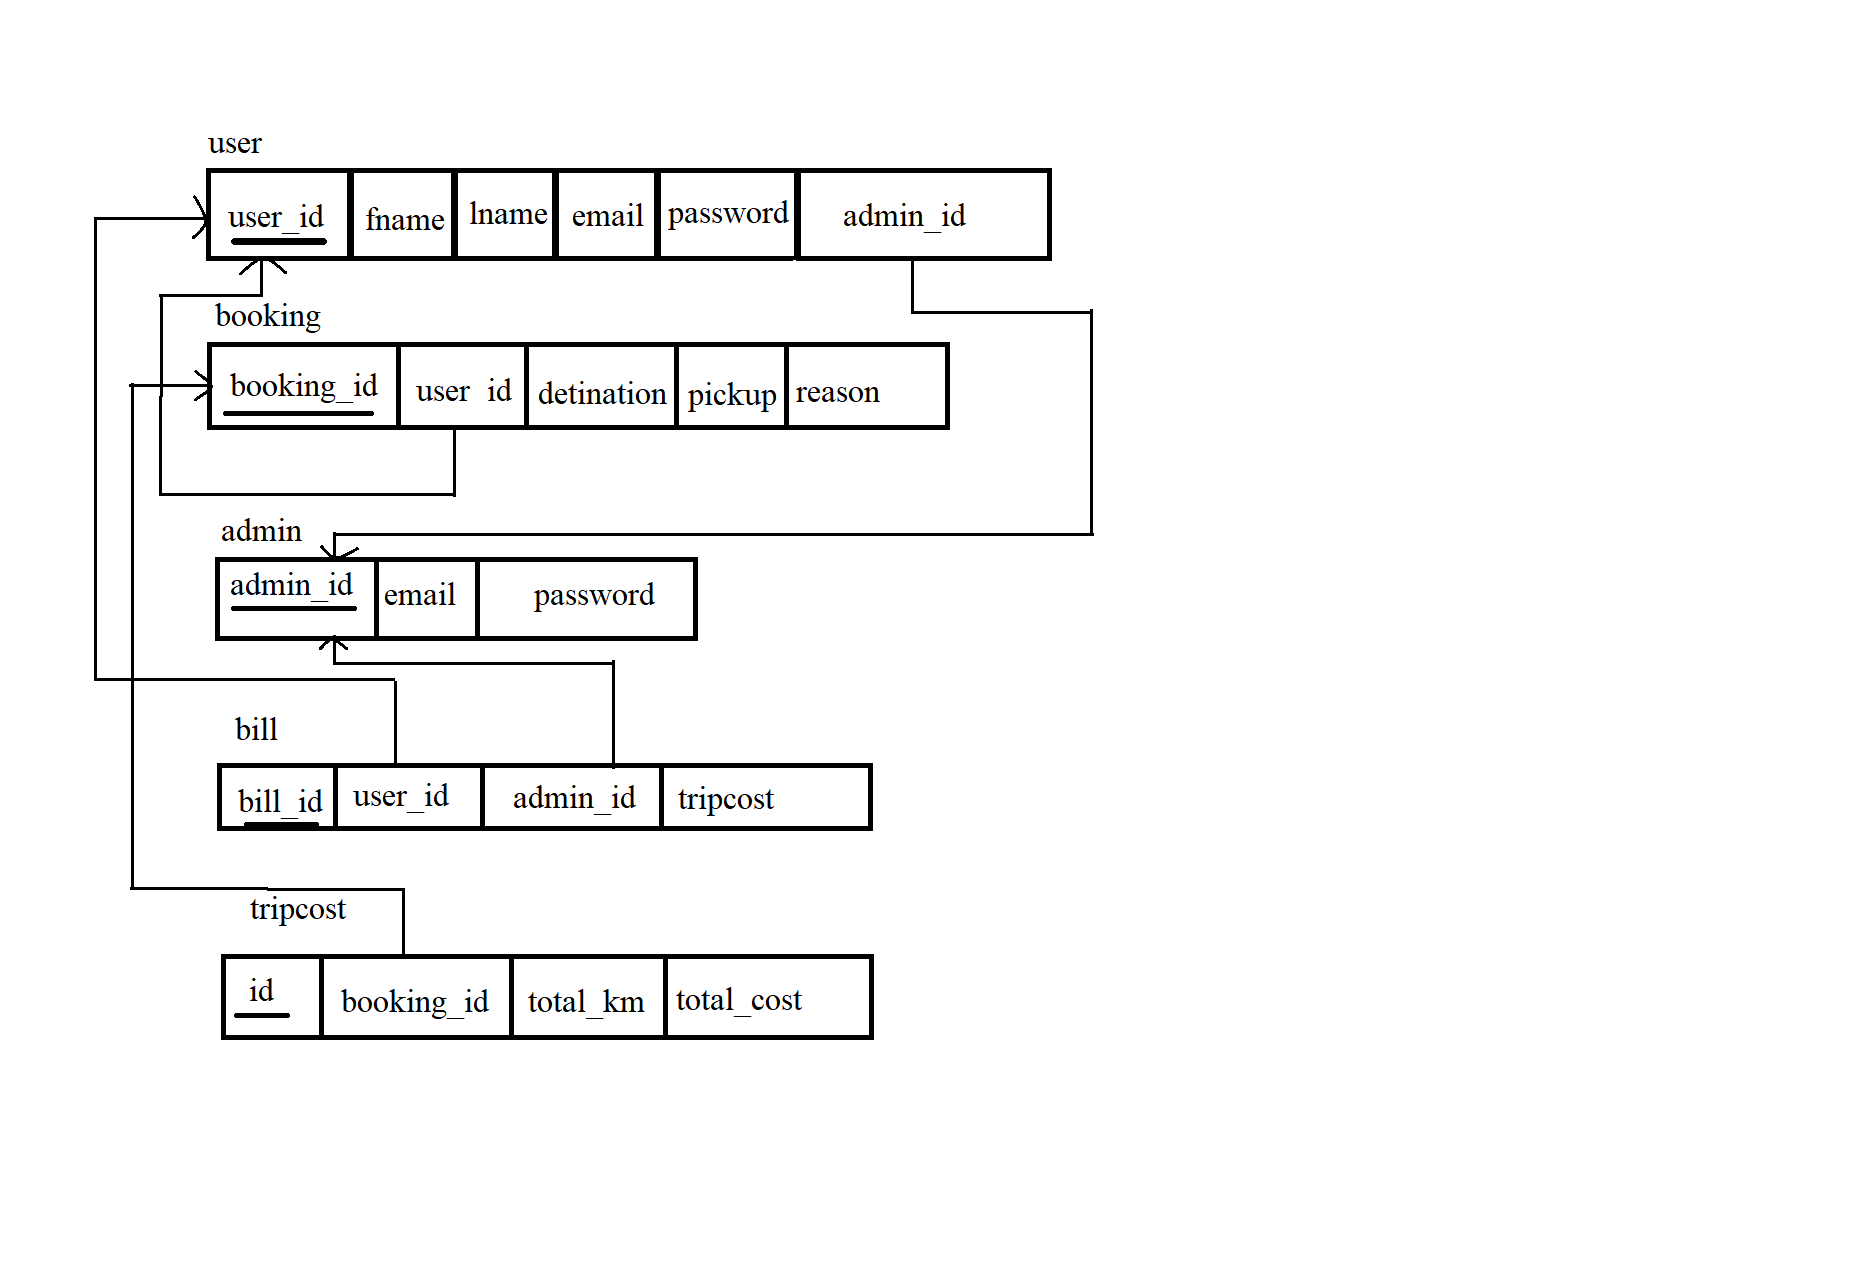 user
user_id fname lname email password admin_id
booking
booking_id user id detination pickup reason
admin
admin_id email password
bill
bill_id user_id admin_id tripcost
tripcost
id booking_id total_km total_cost